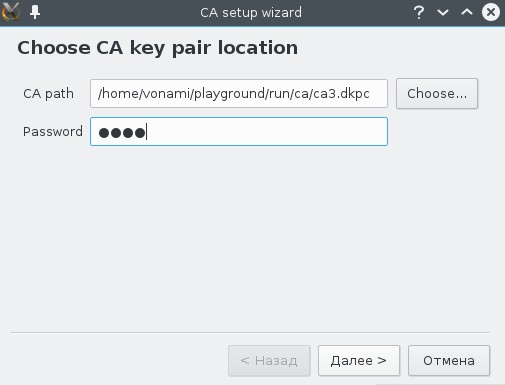 CA setup wizard
Choose CA key pair location
CA path /home/vonami/playground/run/ca/ca3.dkpc Choose...
Password ●●●●
< Назад Далее > Отмена